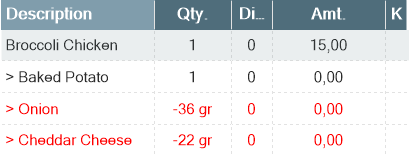 Description Qty. Di... Amt. K
Broccoli Chicken 1 0 15,00
> Baked Potato 1 0 0,00
> Onion -36 gr 0 0,00
> Cheddar Cheese -22 gr 0 0,00